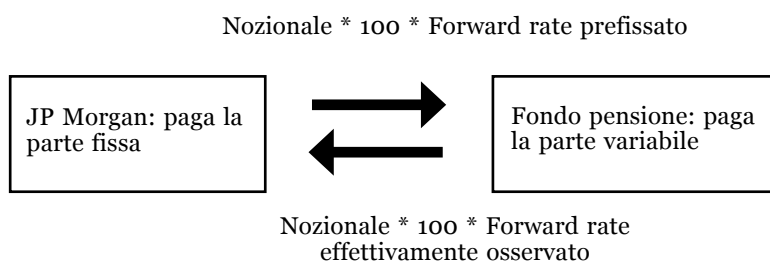 Nozionale * 100 * Forward rate prefissato
JP Morgan: paga la
parte fissa
Fondo pensione: paga
la parte variabile
Nozionale * 100 * Forward rate
effettivamente osservato